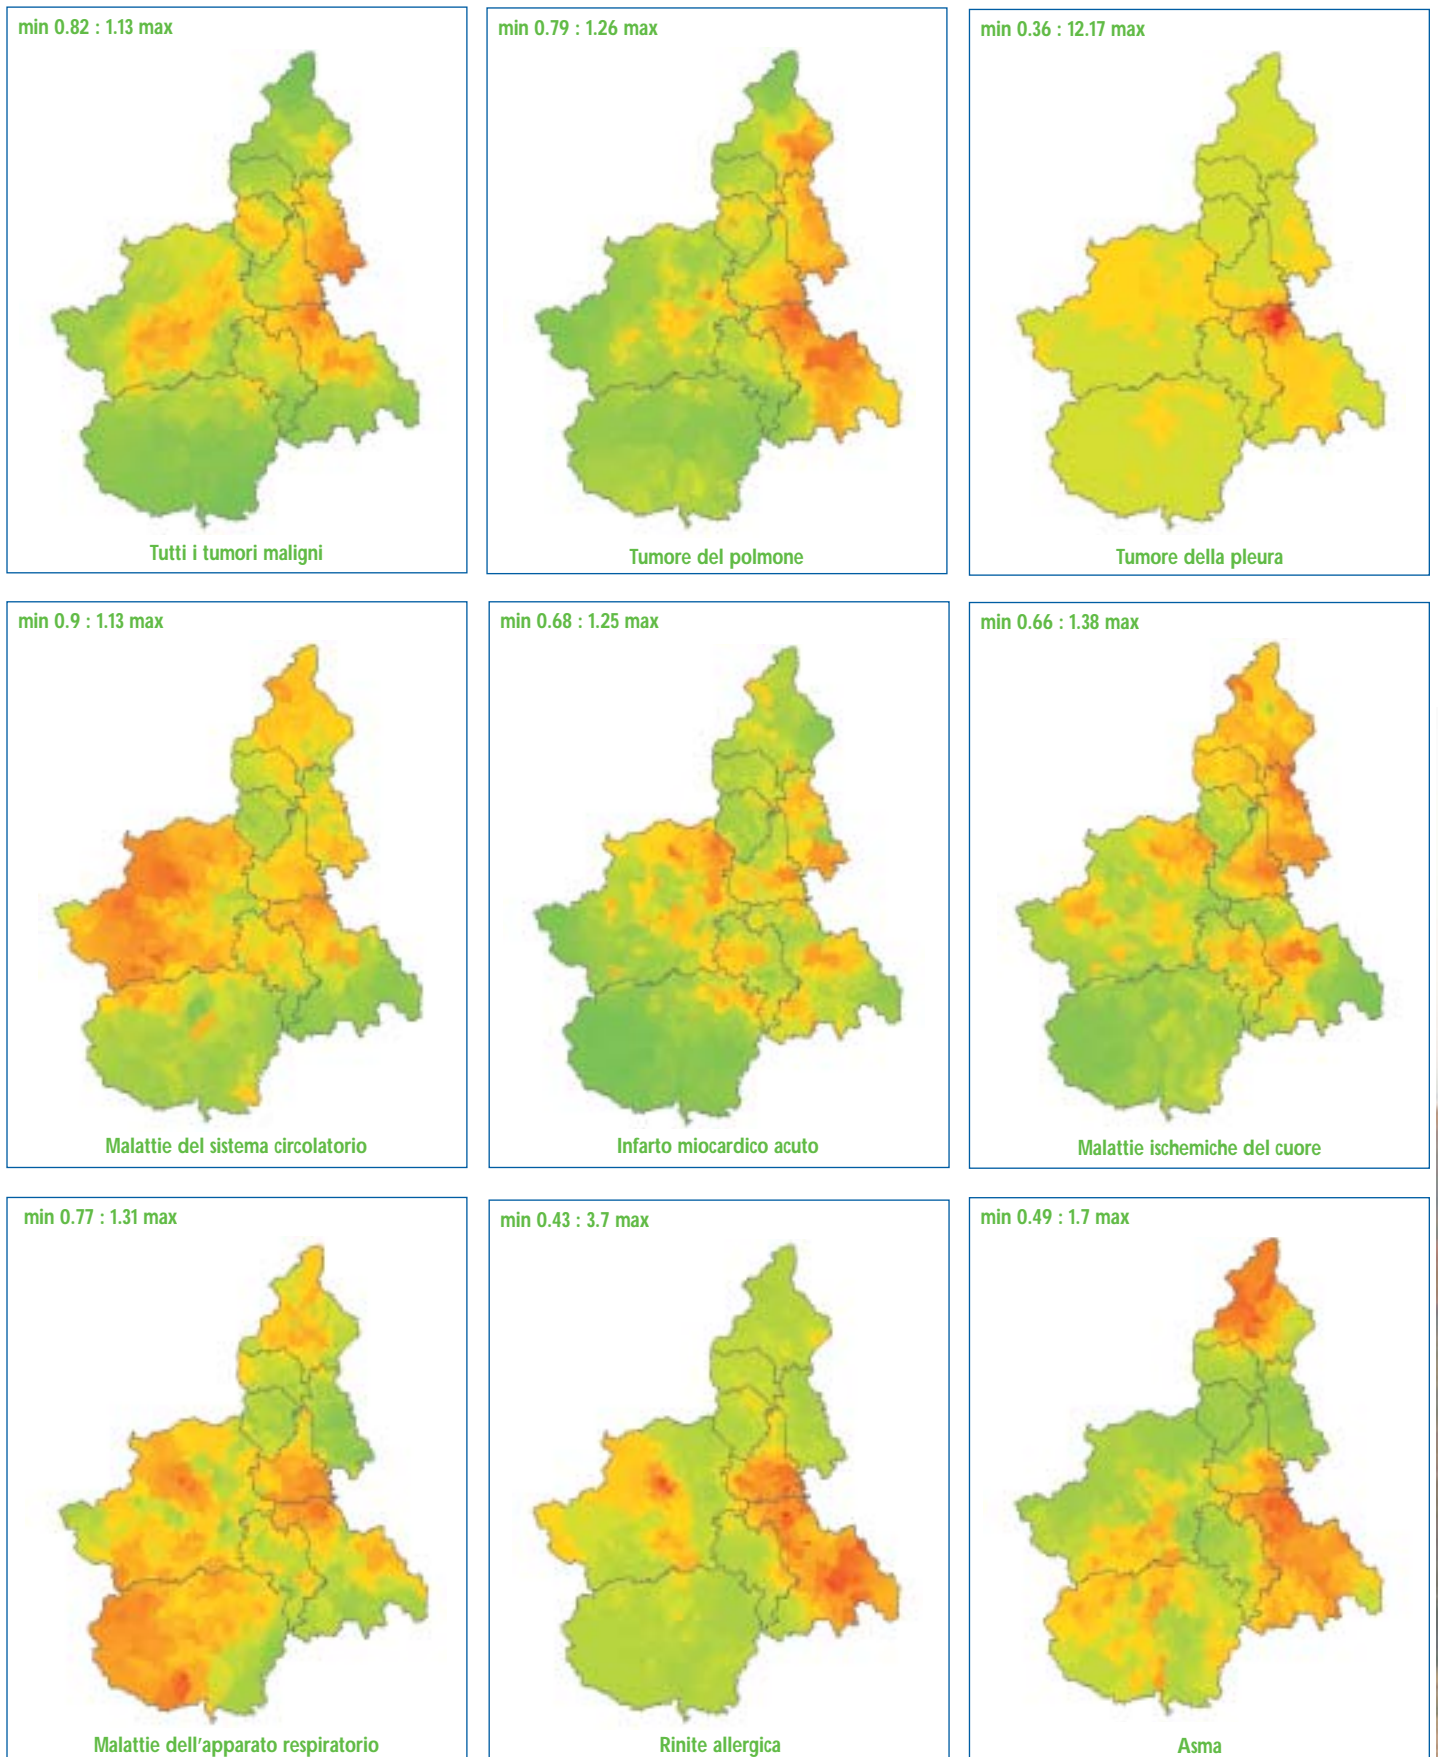 min 0.82 : 1.13 max
min 0.79 : 1.26 max
min 0.36 : 12.17 max
Tutti i tumori maligni
Tumore del polmone
Tumore della pleura
min 0.9 : 1.13 max
min 0.68 : 1.25 max
min 0.66 : 1.38 max
Malattie del sistema circolatorio
Infarto miocardico acuto
Malattie ischemiche del cuore
min 0.77 : 1.31 max
min 0.43 : 3.7 max
min 0.49 : 1.7 max
Malattie dell'apparato respiratorio
Rinite allergica
Asma